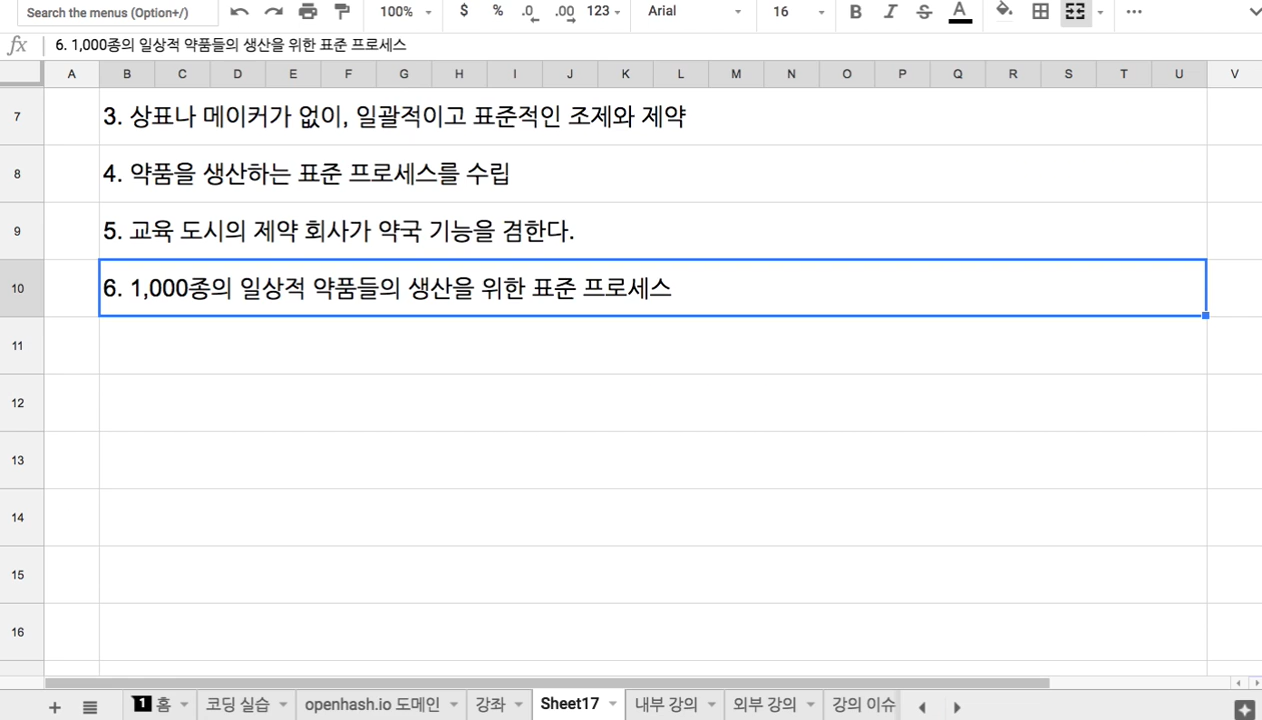 Search the menus (Option+/) 100% $ % .0 .00 123 Arial 16 B I S A
fx 6. 1,000종의 일상적 약품들의 생산을 위한 표준 프로세스
A B C D E F G H I J K L M N O P Q R S T U V
7 3. 상표나 메이커가 없이, 일괄적이고 표준적인 조제와 제약
8 4. 약품을 생산하는 표준 프로세스를 수립
9 5. 교육 도시의 제약 회사가 약국 기능을 겸한다.
10 6. 1,000종의 일상적 약품들의 생산을 위한 표준 프로세스
11
12
13
14
15
16
1 홈 코딩 실습 openhash.io 도메인 강좌 Sheet17 내부 강의 외부 강의 강의 이슈